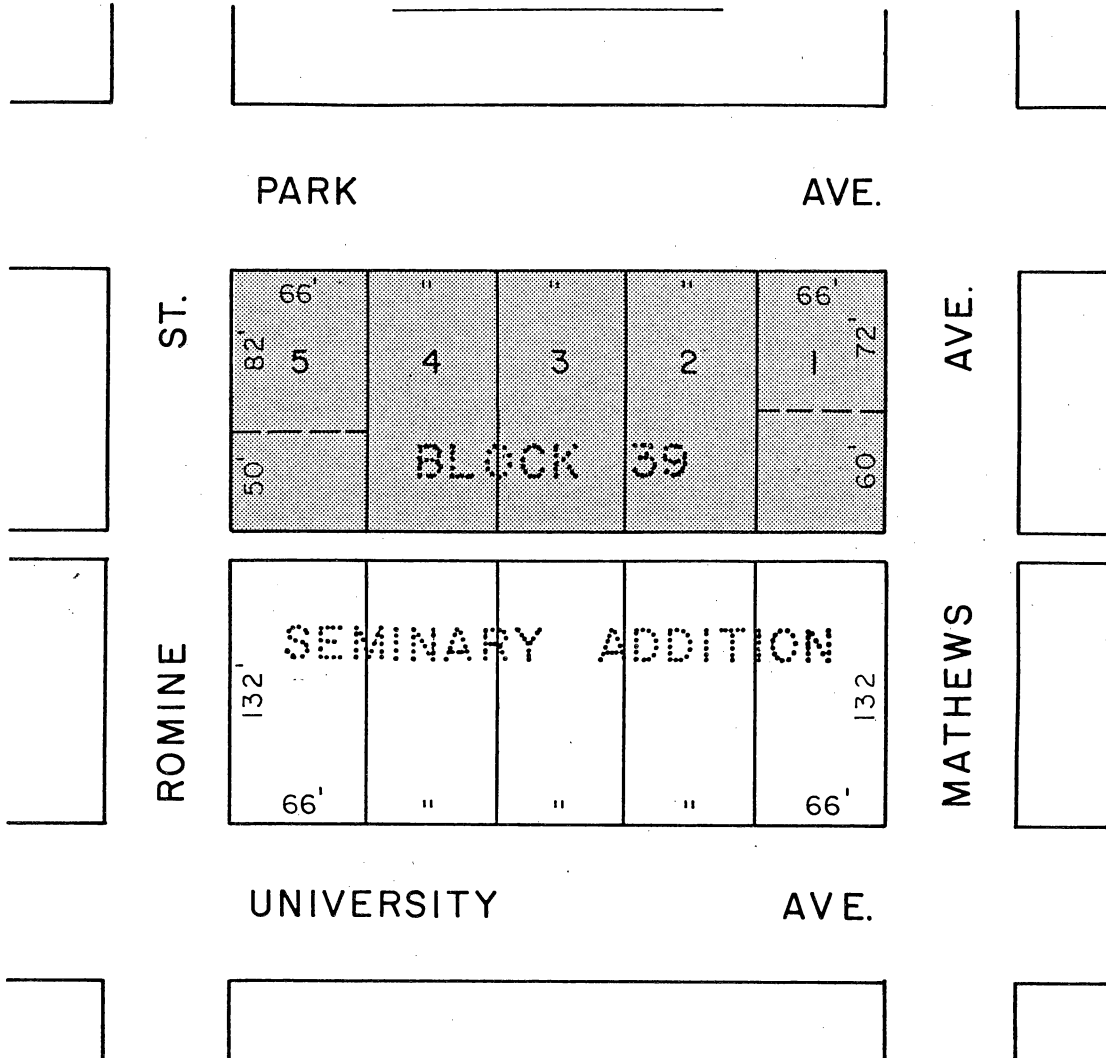 PARK AVE.
ST.
AVE.
66' " " " 66'
82' 72'
5 4 3 2 1
BLOCK 39
50' 60'
SEMINARY ADDITION
ROMINE
MATHEWS
132' 132
66' " " " 66'
UNIVERSITY AVE.